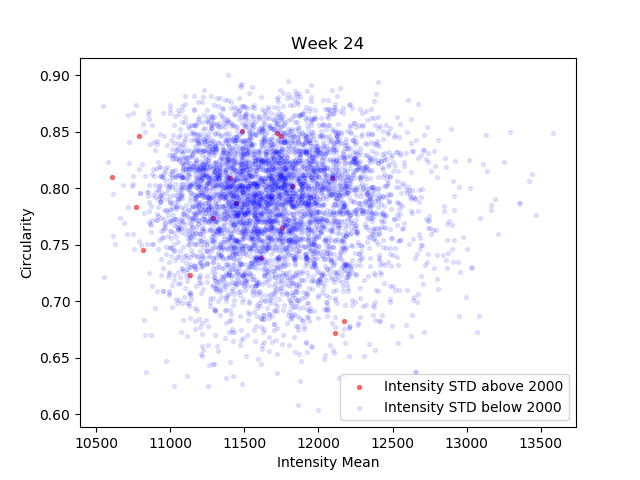 Week 24
0.90
0.85
0.80
0.75
0.70
0.65
0.60
Circularity
Intensity STD above 2000
Intensity STD below 2000
10500 11000 11500 12000 12500 13000 13500
Intensity Mean